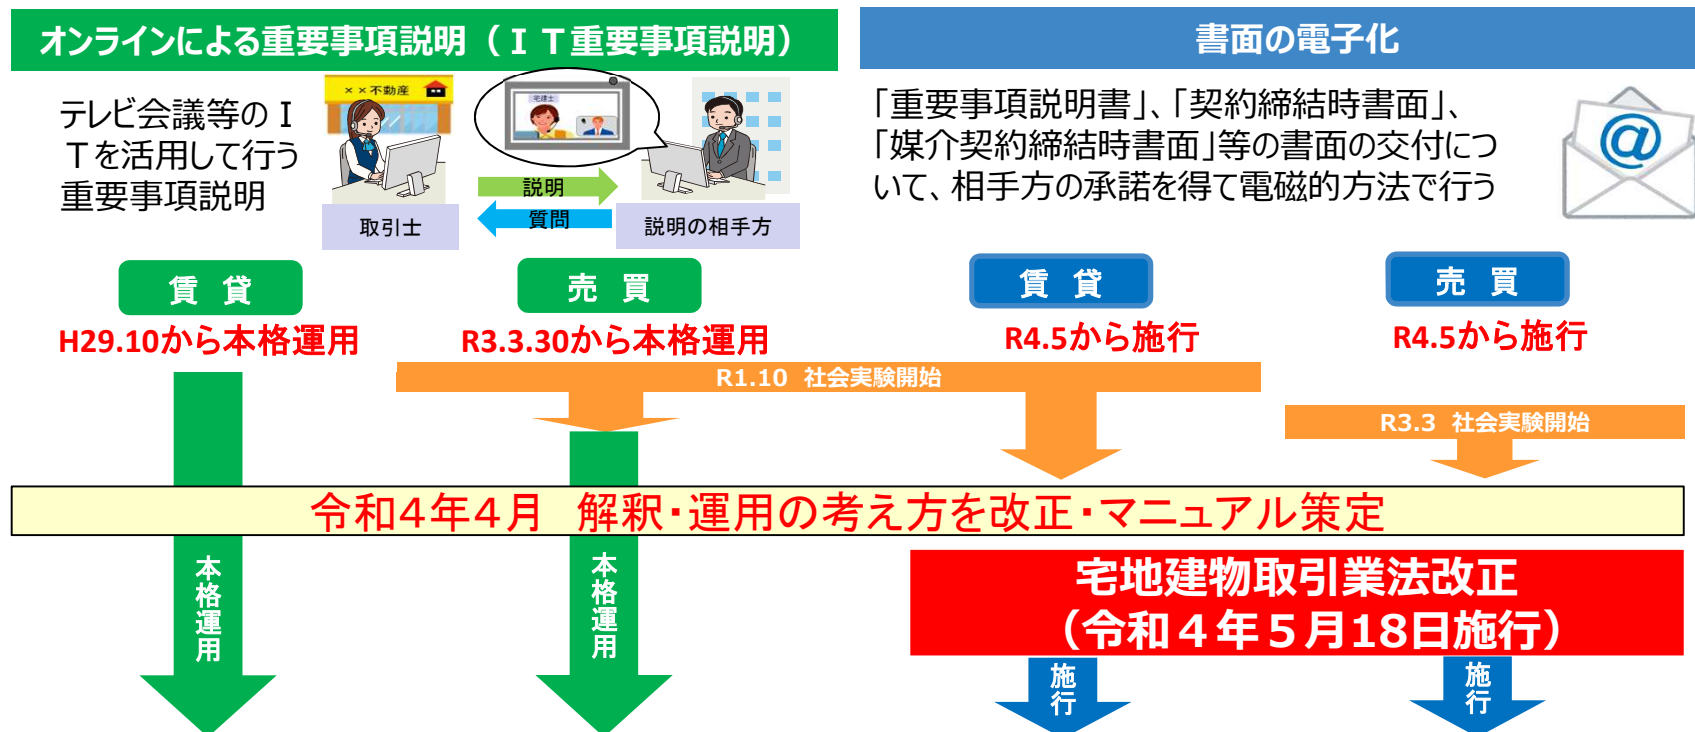 オンラインによる重要事項説明（ＩＴ重要事項説明）
テレビ会議等のＩ
Ｔを活用して行う
重要事項説明
××不動産
宅建士
説明
質問
取引士
説明の相手方
賃 貸
H29.10から本格運用
売 買
R3.3.30から本格運用
書面の電子化
「重要事項説明書」、「契約締結時書面」、
「媒介契約締結時書面」等の書面の交付につ
いて、相手方の承諾を得て電磁的方法で行う
@
賃 貸
R4.5から施行
売 買
R4.5から施行
R1.10 社会実験開始
R3.3 社会実験開始
令和４年４月　解釈・運用の考え方を改正・マニュアル策定
本格運用
本格運用
宅地建物取引業法改正
（令和４年５月18日施行）
施行
施行